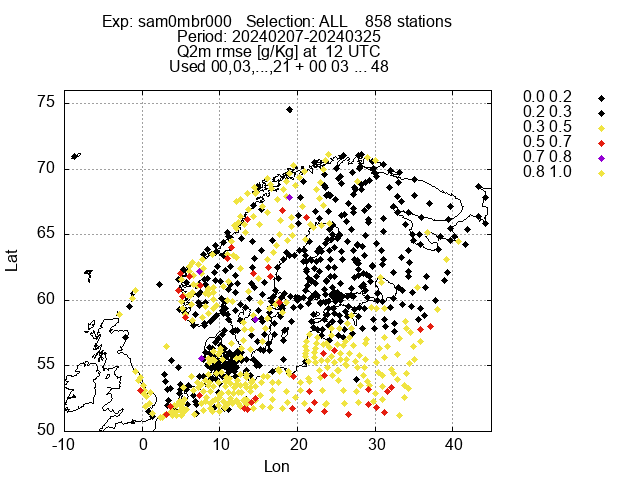 Exp: sam0mbr000   Selection: ALL    858 stations
Period: 20240207-20240325
Q2m rmse [g/Kg] at  12 UTC
Used 00,03,...,21 + 00 03 ... 48
0.0 0.2
0.2 0.3
0.3 0.5
0.5 0.7
0.7 0.8
0.8 1.0
75
70
65
60
55
50
Lat
-10 0 10 20 30 40
Lon